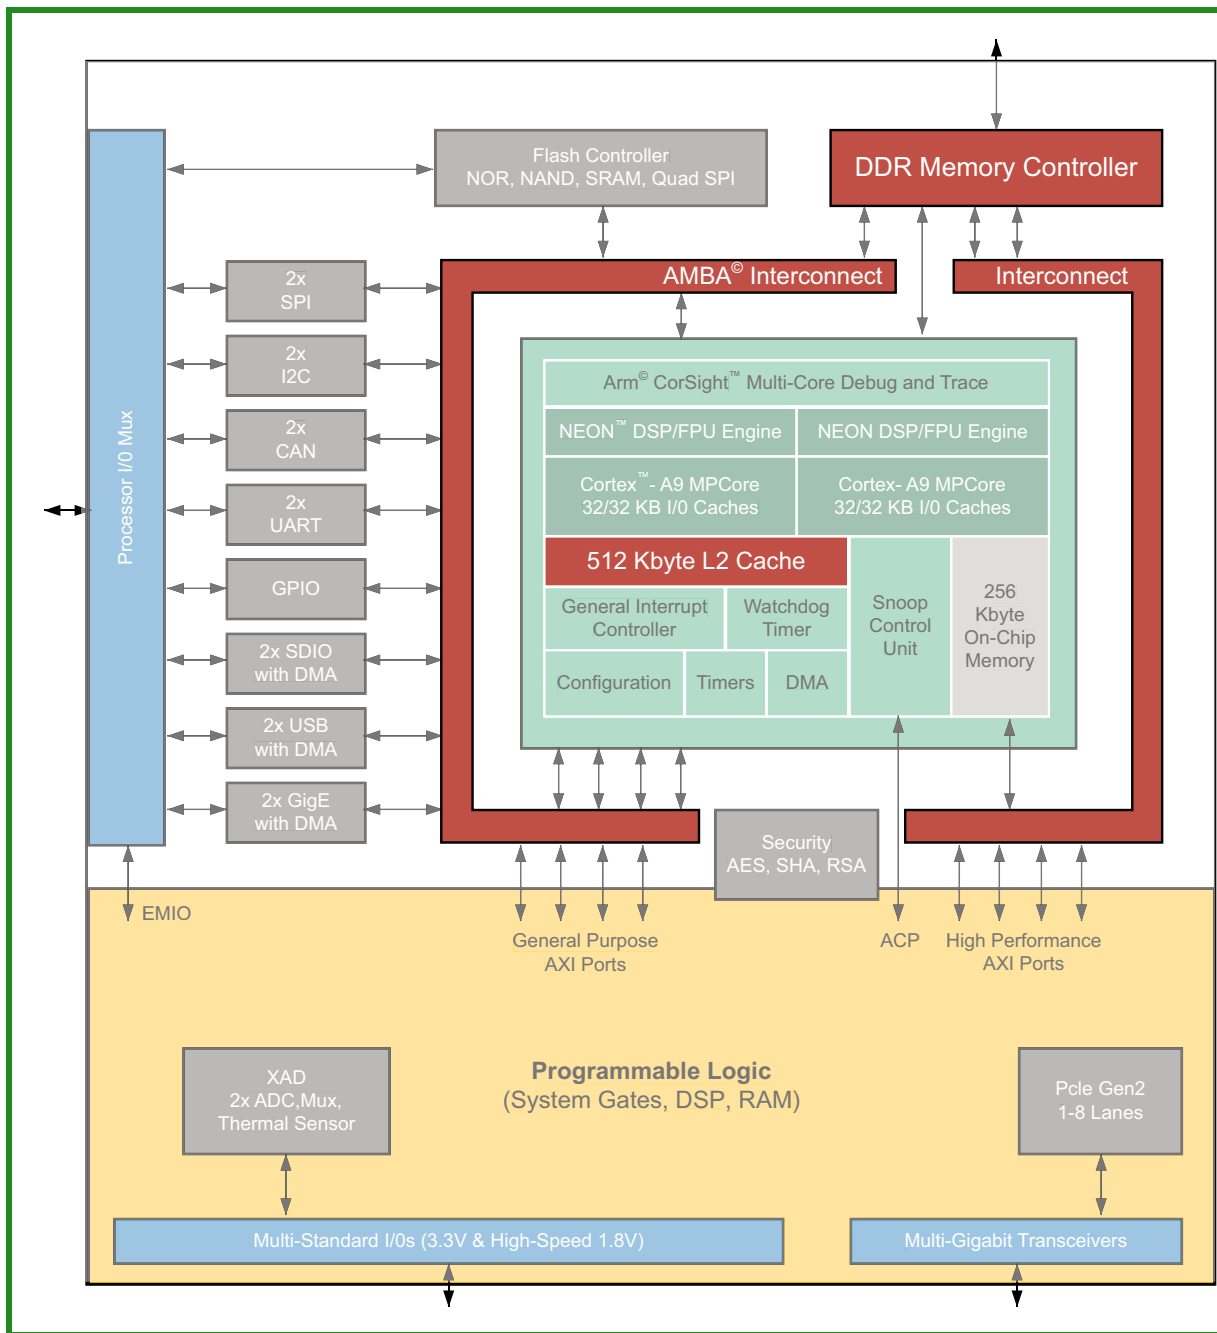 Flash Controller
NOR, NAND, SRAM, Quad SPI
DDR Memory Controller
AMBA© Interconnect
Interconnect
Processor I/0 Mux
2x
SPI
2x
I2C
2x
CAN
2x
UART
GPIO
2x SDIO
with DMA
2x USB
with DMA
2x GigE
with DMA
Arm© CorSight™ Multi-Core Debug and Trace
NEON™ DSP/FPU Engine
NEON DSP/FPU Engine
Cortex™- A9 MPCore
32/32 KB I/0 Caches
Cortex- A9 MPCore
32/32 KB I/0 Caches
512 Kbyte L2 Cache
General Interrupt
Controller
Watchdog
Timer
Configuration
Timers
DMA
Snoop
Control
Unit
256
Kbyte
On-Chip
Memory
Security
AES, SHA, RSA
EMIO
General Purpose
AXI Ports
ACP
High Performance
AXI Ports
XAD
2x ADC,Mux,
Thermal Sensor
Programmable Logic
(System Gates, DSP, RAM)
Pcle Gen2
1-8 Lanes
Multi-Standard I/0s (3.3V & High-Speed 1.8V)
Multi-Gigabit Transceivers